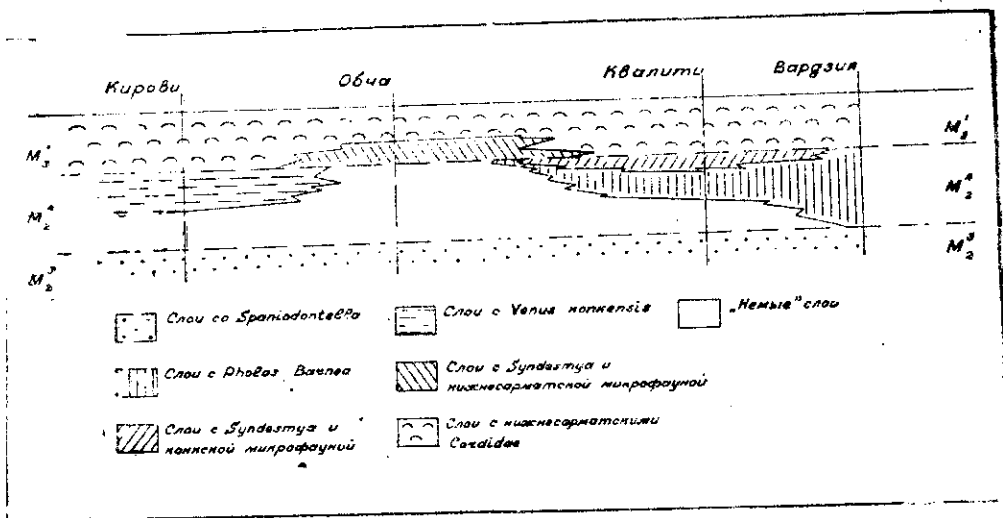 Кирови Обча Квалити Вардзия
M₃¹ M₃¹
M₂⁴ M₂⁴
M₂³ M₂³
Слои со Spaniodontella
Слои с Venus konkensis
„Немые" слои
Слои с Pholas Barnea
Слои с Syndesmya и
нижнесарматской микрофауной
Слои с Syndesmya и
конкской микрофауной
Слои с нижнесарматскими
Cardidae